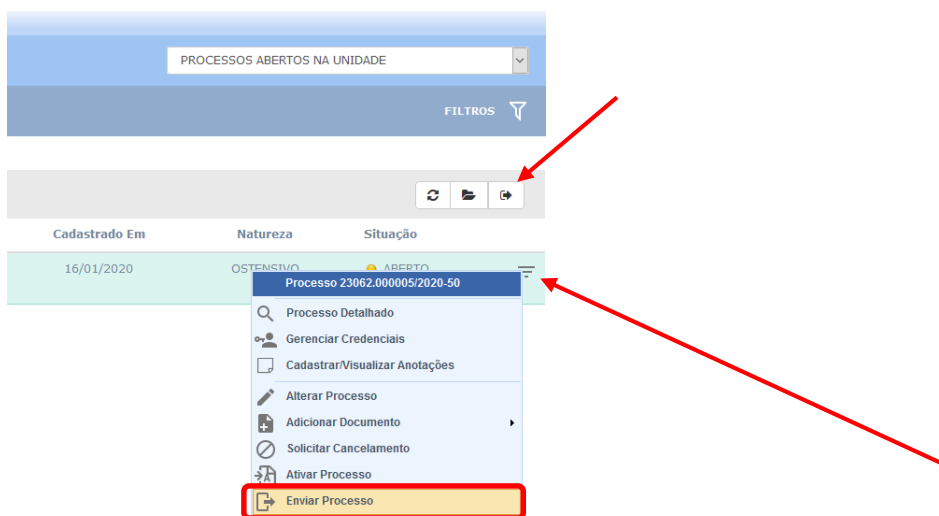 PROCESSOS ABERTOS NA UNIDADE
FILTROS
Cadastrado Em Natureza Situação
16/01/2020 OSTENSIVO ABERTO
Processo 23062.000005/2020-50
Processo Detalhado
Gerenciar Credenciais
Cadastrar/Visualizar Anotações
Alterar Processo
Adicionar Documento
Solicitar Cancelamento
Ativar Processo
Enviar Processo